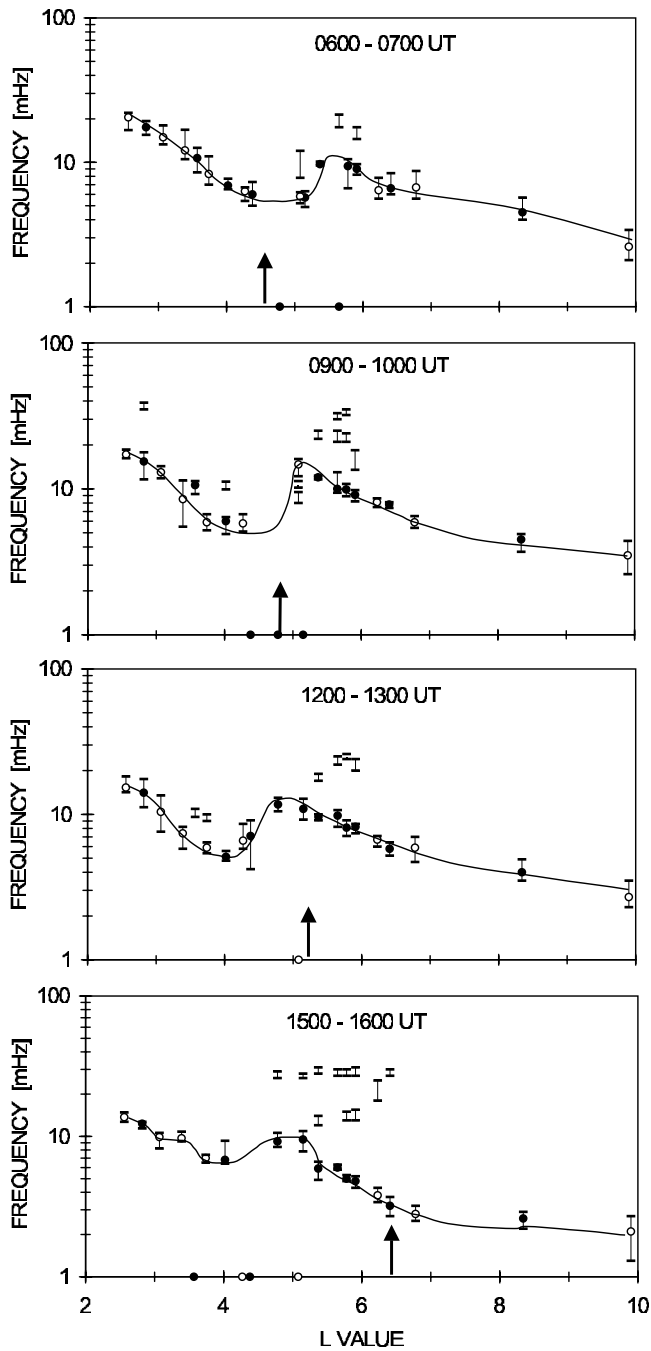 100
0600 - 0700 UT
10
1
FREQUENCY [mHz]
100
0900 - 1000 UT
10
1
FREQUENCY [mHz]
100
1200 - 1300 UT
10
1
FREQUENCY [mHz]
100
1500 - 1600 UT
10
1
FREQUENCY [mHz]
2 4 6 8 10
L VALUE